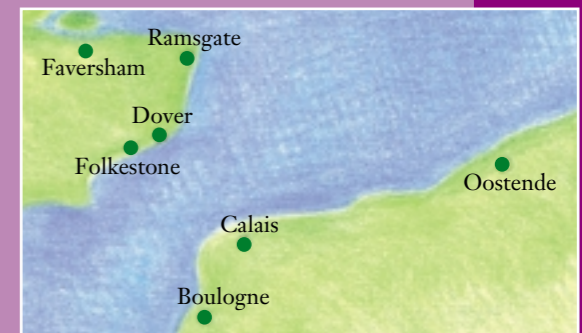 Ramsgate
Faversham
Dover
Folkestone
Oostende
Calais
Boulogne